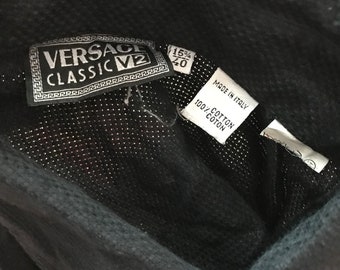 VERSACE
CLASSIC V2
15¾
40
MADE IN ITALY
100% COTTON
COTON